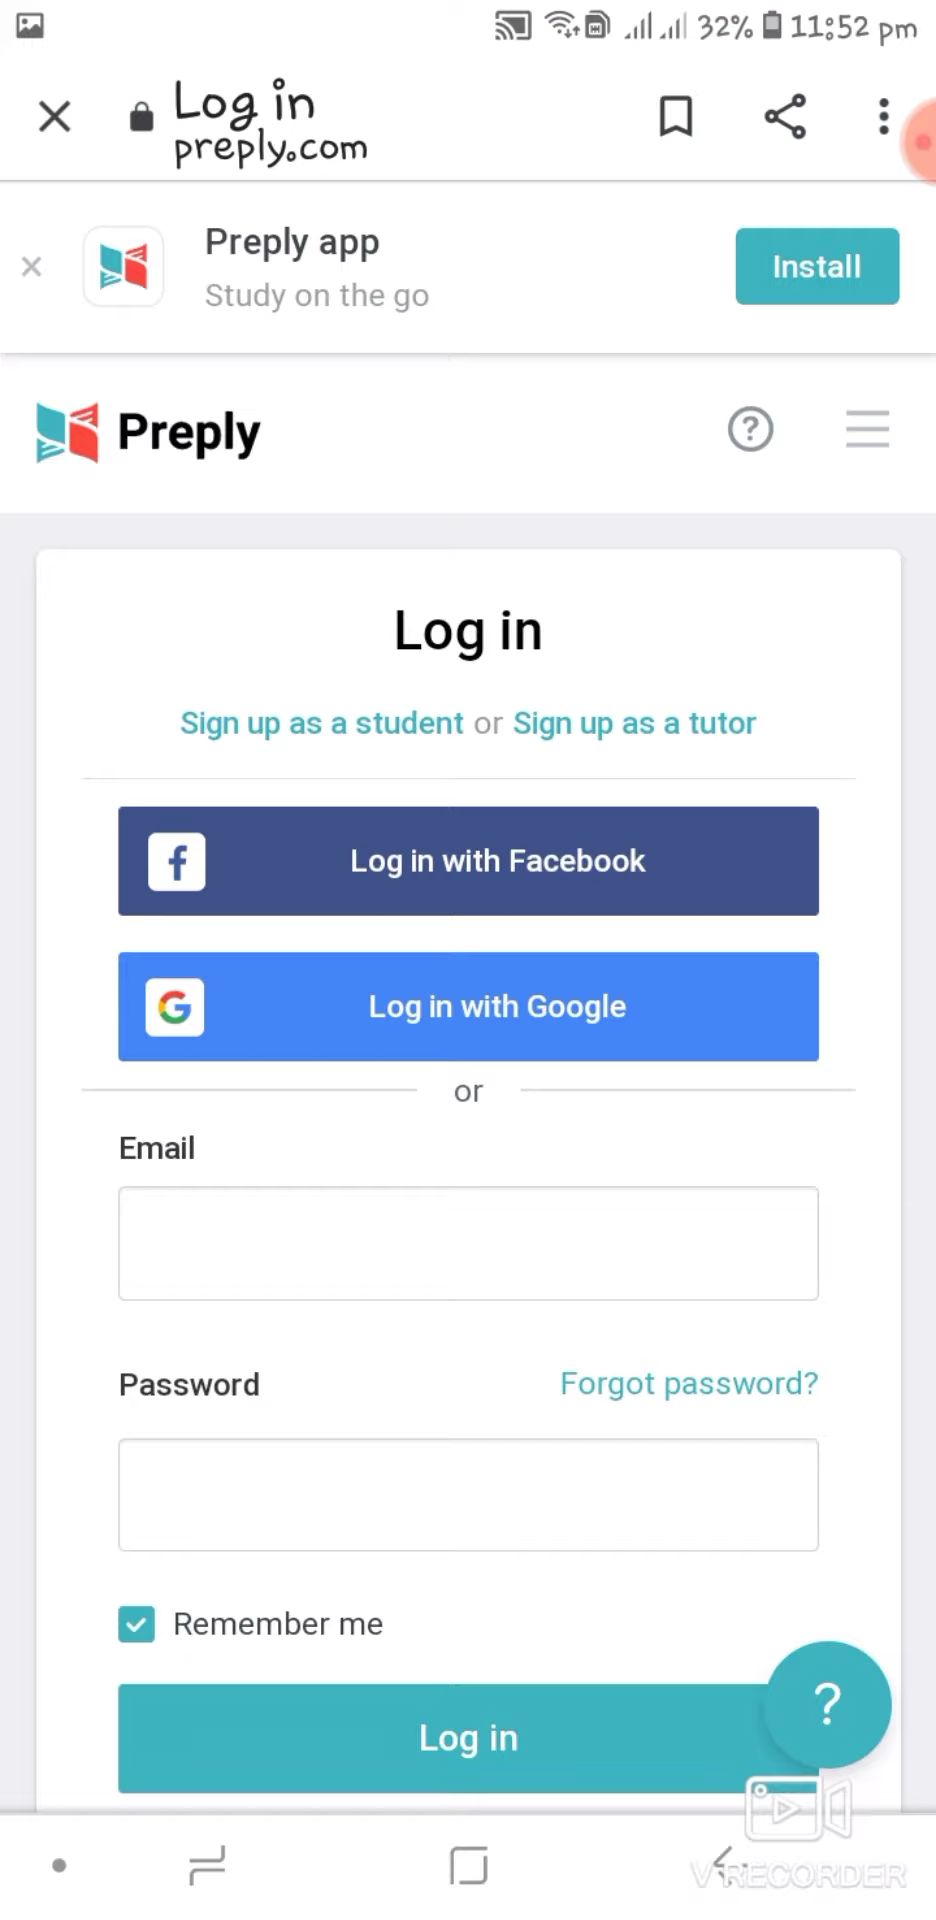 32% 11:52 pm
Log in
preply.com
Preply app
Study on the go
Install
Preply
?
Log in
Sign up as a student or Sign up as a tutor
f Log in with Facebook
G Log in with Google
or
Email
Password Forgot password?
Remember me
?
Log in
V RECORDER